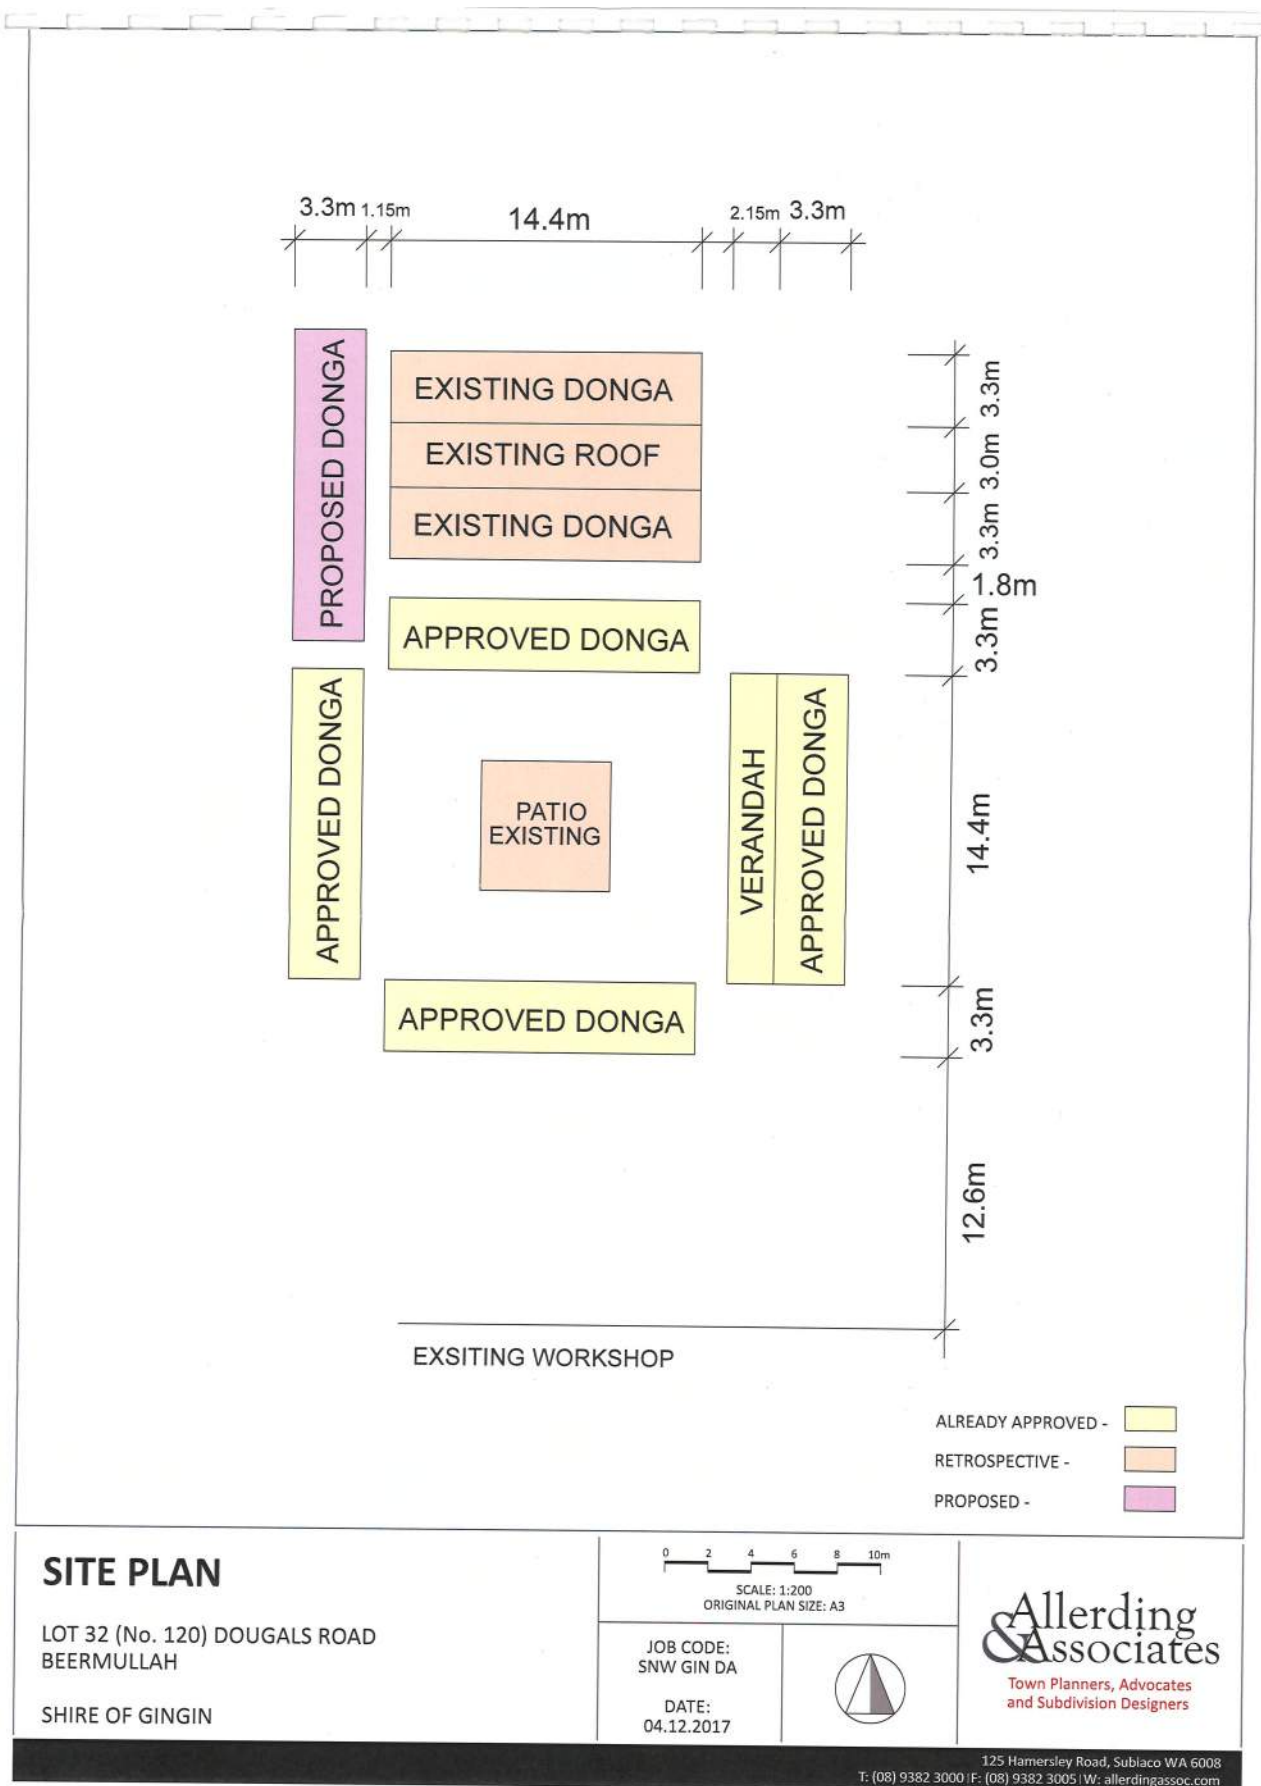 3.3m 1.15m 14.4m 2.15m 3.3m
PROPOSED DONGA
EXISTING DONGA
EXISTING ROOF
EXISTING DONGA
APPROVED DONGA
3.3m
3.0m
3.3m
1.8m
3.3m
APPROVED DONGA
PATIO
EXISTING
VERANDAH
APPROVED DONGA
14.4m
APPROVED DONGA
3.3m
12.6m
EXSITING WORKSHOP
ALREADY APPROVED -
RETROSPECTIVE -
PROPOSED -
SITE PLAN
LOT 32 (No. 120) DOUGALS ROAD
BEERMULLAH
SHIRE OF GINGIN
0 2 4 6 8 10m
SCALE: 1:200
ORIGINAL PLAN SIZE: A3
JOB CODE:
SNW GIN DA
DATE:
04.12.2017
Allerding
& Associates
Town Planners, Advocates
and Subdivision Designers
125 Hamersley Road, Subiaco WA 6008
T: (08) 9382 3000 | F: (08) 9382 3005 | W: allerdingassoc.com